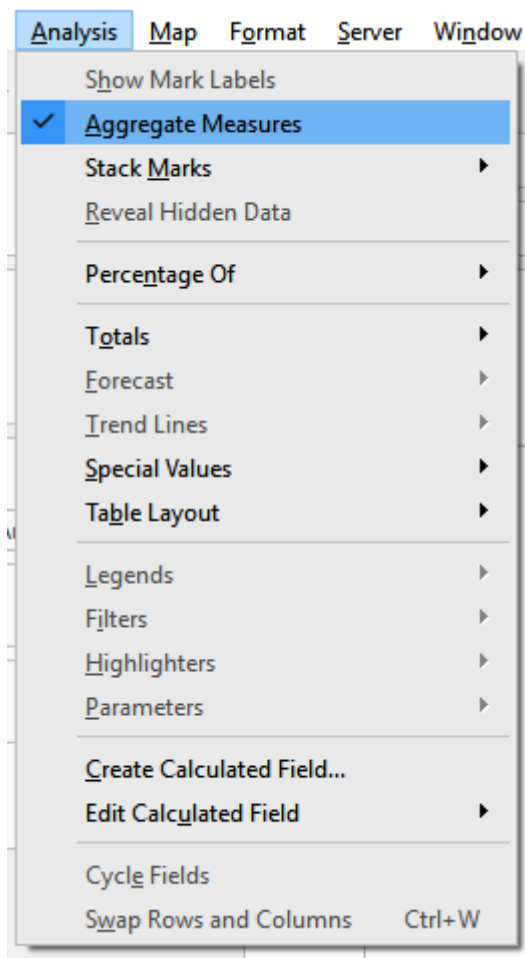 Analysis Map Format Server Window
Show Mark Labels
Aggregate Measures
Stack Marks
Reveal Hidden Data
Percentage Of
Totals
Forecast
Trend Lines
Special Values
Table Layout
Legends
Filters
Highlighters
Parameters
Create Calculated Field...
Edit Calculated Field
Cycle Fields
Swap Rows and Columns Ctrl+W